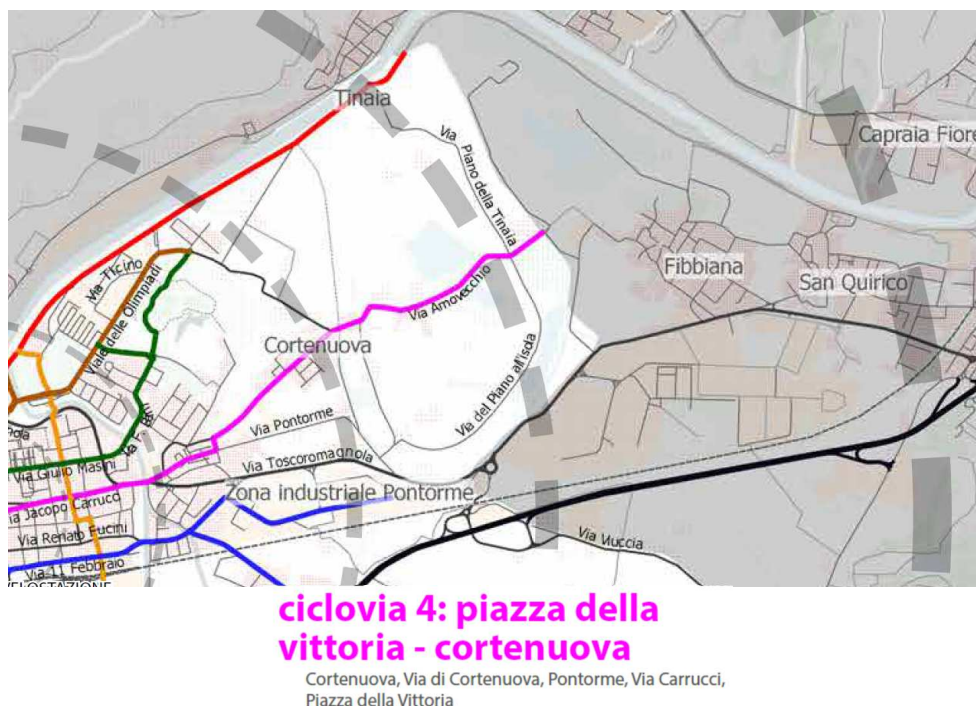 Tinaia
Capraia Fiore
Via Piano della Tinaia
Fibbiana
Via Ticino
Viale delle Olimpiadi
San Quirico
Via Amovecchio
Cortenuova
Via del Piano all'isola
Via Pontorme
Via Giulio Masini
Via Toscoromagnola
Zona industriale Pontorme
Via Jacopo Carrucci
Via Renato Fucini
Via Nuccia
Via 11 Febbraio
VELOSTAZIONE
ciclovia 4: piazza della
vittoria - cortenuova
Cortenuova, Via di Cortenuova, Pontorme, Via Carrucci,
Piazza della Vittoria